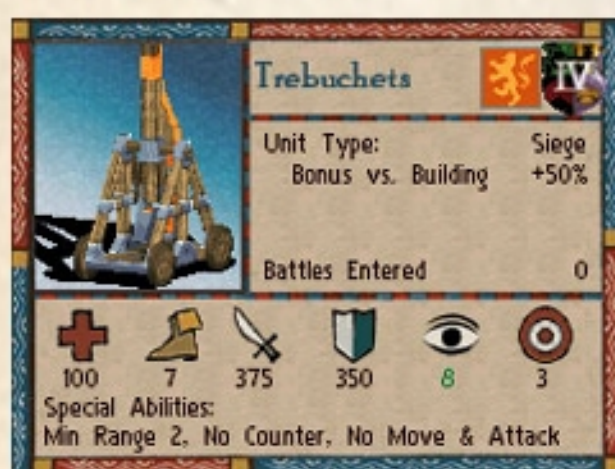 Trebuchets IV
Unit Type: Siege
Bonus vs. Building +50%
Battles Entered 0
100 7 375 350 8 3
Special Abilities:
Min Range 2, No Counter, No Move & Attack